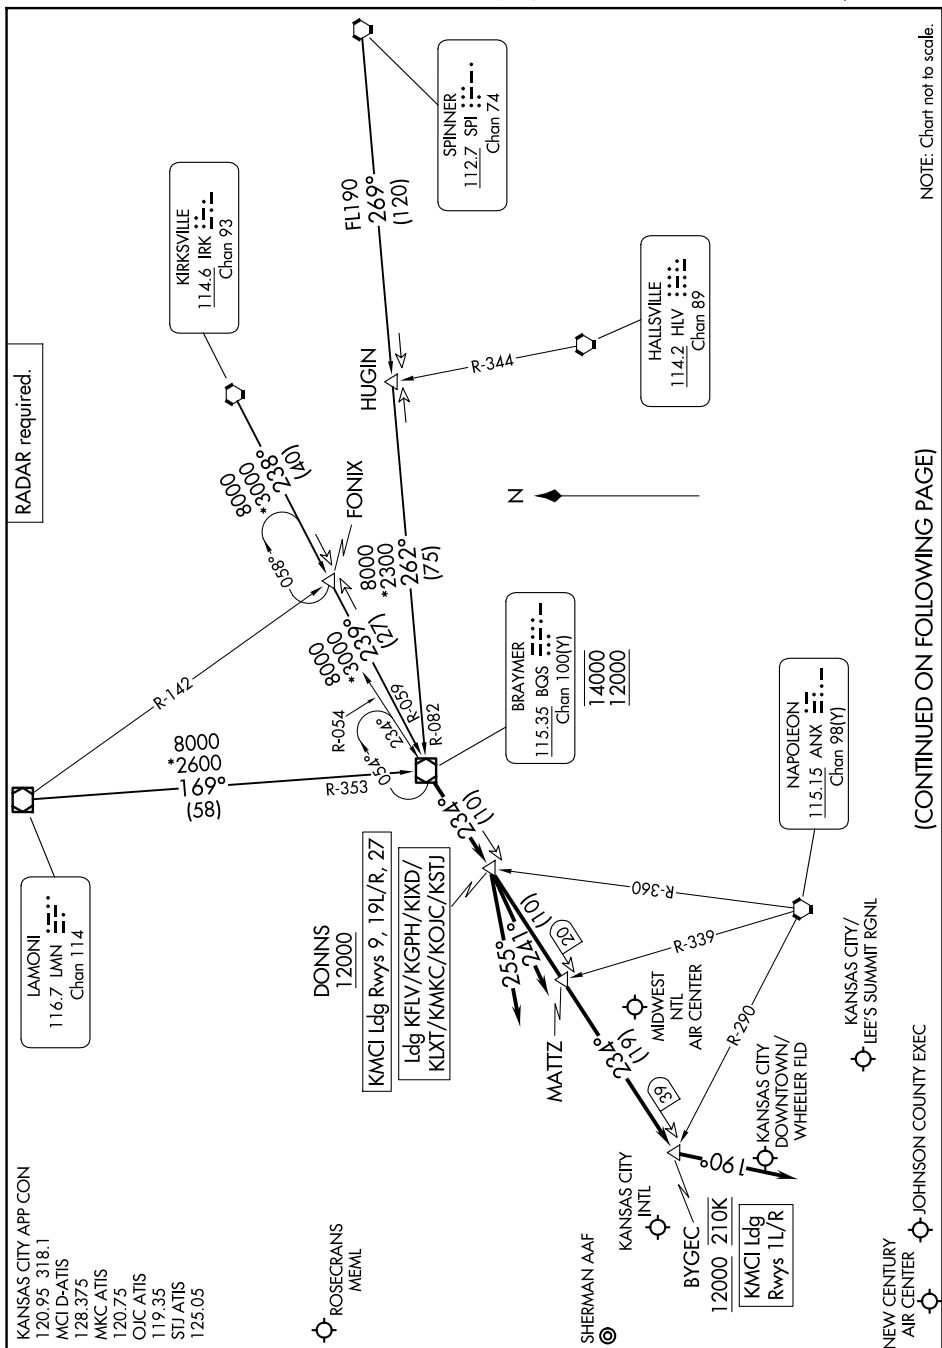 KANSAS CITY APP CON
120.95 318.1
MCI D-ATIS
128.375
MKC ATIS
120.75
OJC ATIS
119.35
STJ ATIS
125.05
RADAR required.
LAMONI
116.7 LMN
Chan 114
KIRKSVILLE
114.6 IRK
Chan 93
SPINNER
112.7 SPI
Chan 74
HALLSVILLE
114.2 HLV
Chan 89
BRAYMER
115.35 BQS
Chan 100(Y)
14000
12000
NAPOLEON
115.15 ANX
Chan 98(Y)
R-142
8000
*2600
169°
(58)
R-353
8000
*3000
238°
(40)
058°
FONIX
8000
*3000
239°
(27)
R-059
R-054
234°
054°
R-082
FL190
269°
(120)
HUGIN
R-344
8000
*2300
262°
(75)
N
234°
(10)
DONNS
12000
KMCI Ldg Rwys 9, 19L/R, 27
Ldg KFLV/KGPH/KIXD/
KLXT/KMKC/KOJC/KSTJ
255°
241°
(10)
20
MATTZ
R-360
R-339
R-290
234°
(19)
39
BYGEC
12000 210K
KMCI Ldg
Rwys 1L/R
190°
ROSECRANS
MEML
SHERMAN AAF
KANSAS CITY
INTL
MIDWEST
NTL
AIR CENTER
KANSAS CITY
DOWNTOWN/
WHEELER FLD
KANSAS CITY/
LEE'S SUMMIT RGNL
NEW CENTURY
AIR CENTER
JOHNSON COUNTY EXEC
(CONTINUED ON FOLLOWING PAGE)
NOTE: Chart not to scale.